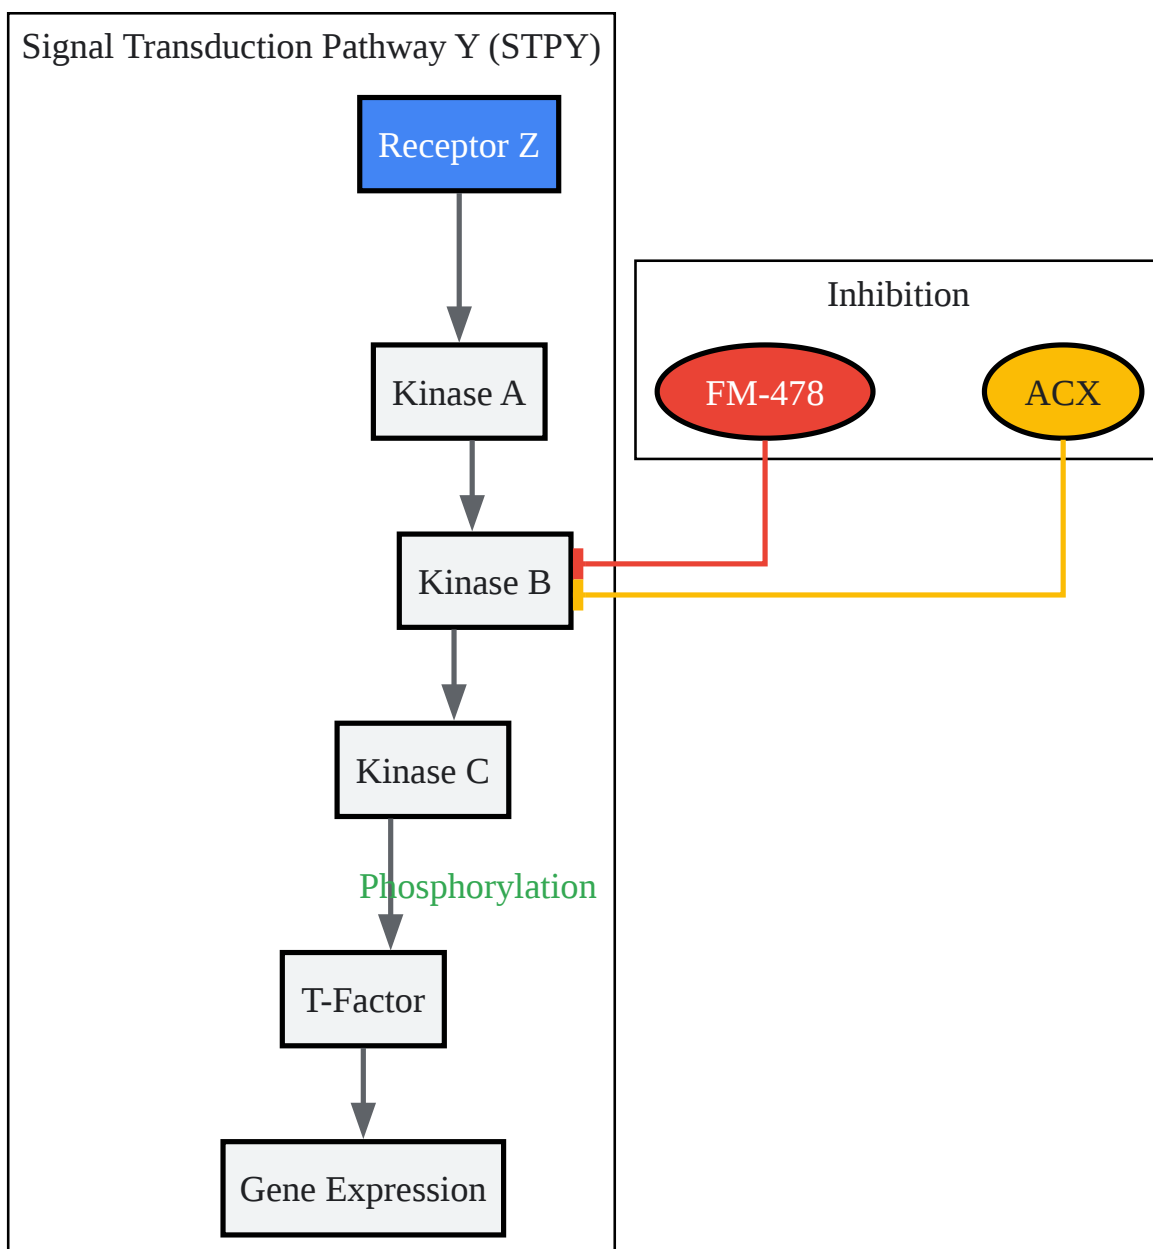 Signal Transduction Pathway Y (STPY)
Receptor Z
Inhibition
Kinase A
FM-478
ACX
Kinase B
Kinase C
Phosphorylation
T-Factor
Gene Expression